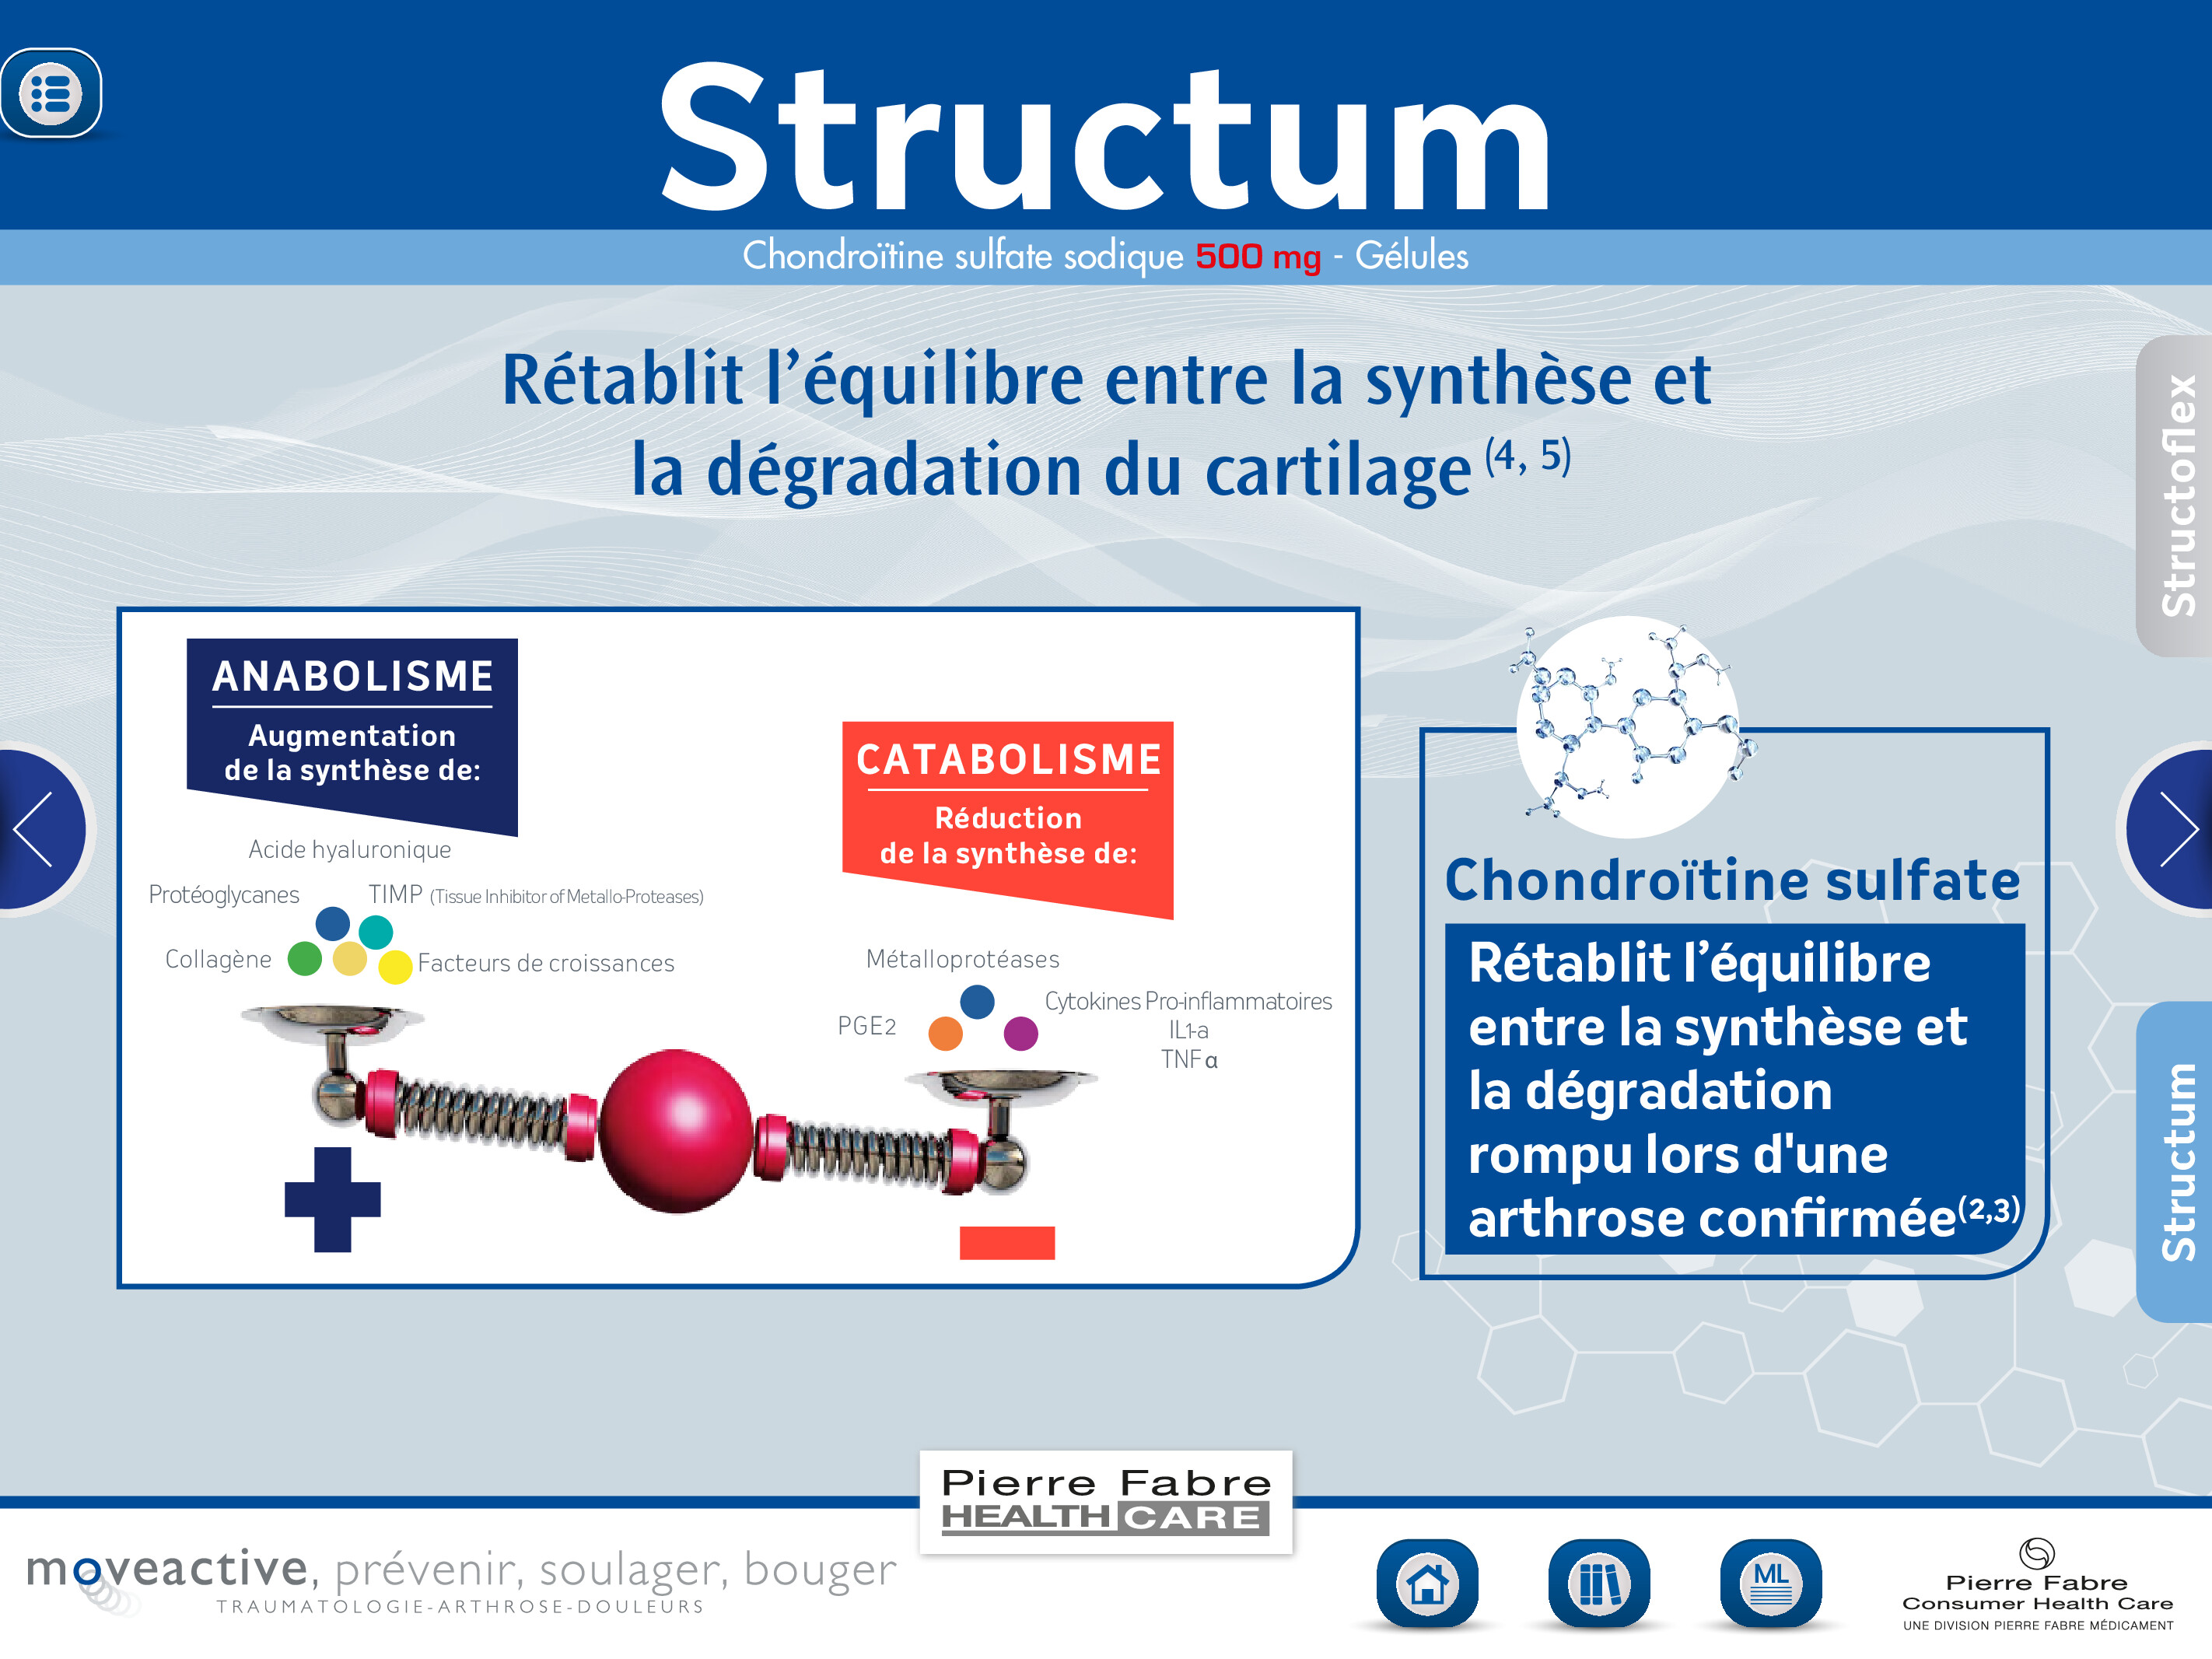 Structum
Chondroïtine sulfate sodique 500 mg - Gélules
Rétablit l’équilibre entre la synthèse et
la dégradation du cartilage (4, 5)
Structoflex
ANABOLISME
Augmentation
de la synthèse de:
Acide hyaluronique
Protéoglycanes
TIMP (Tissue Inhibitor of Metallo-Proteases)
Collagène
Facteurs de croissances
CATABOLISME
Réduction
de la synthèse de:
Métalloprotéases
PGE2
Cytokines Pro-inflammatoires
IL1-a
TNF α
Chondroïtine sulfate
Rétablit l’équilibre
entre la synthèse et
la dégradation
rompu lors d'une
arthrose confirmée(2,3)
Structum
Pierre Fabre
HEALTH CARE
moveactive, prévenir, soulager, bouger
TRAUMATOLOGIE-ARTHROSE-DOULEURS
ML
Pierre Fabre
Consumer Health Care
UNE DIVISION PIERRE FABRE MÉDICAMENT